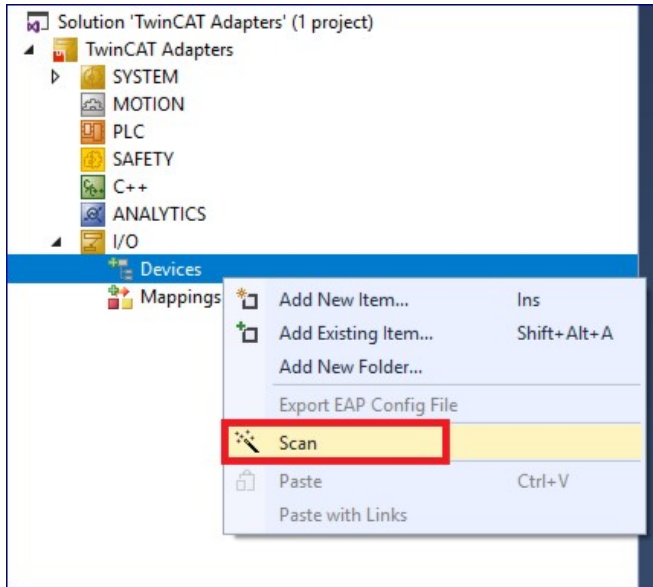 Solution 'TwinCAT Adapters' (1 project)
TwinCAT Adapters
SYSTEM
MOTION
PLC
SAFETY
C++
ANALYTICS
I/O
Devices
Mappings
Add New Item... Ins
Add Existing Item... Shift+Alt+A
Add New Folder...
Export EAP Config File
Scan
Paste Ctrl+V
Paste with Links